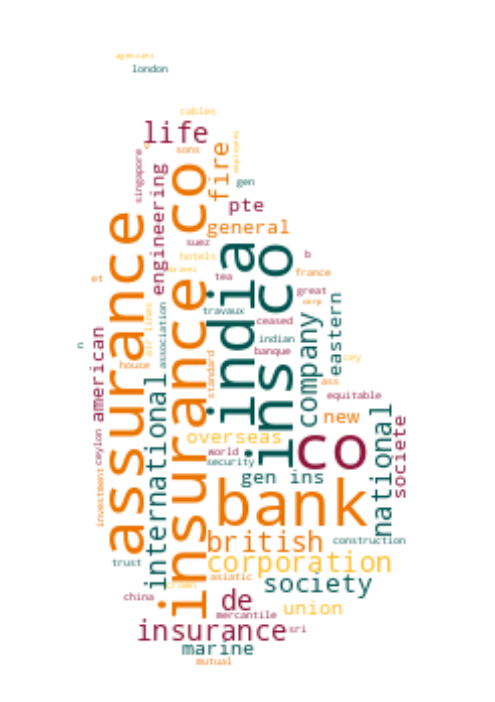 agencies
london
cables
life
sons
fire
singapore
engineering
gen
pte
insurance co
assurance
general
suez
india
ins co
b
hotels
et
tea
france
great
corp
travaux
air lines
association
ceased
company
eastern
indian
n
american
house
standard
banque
cey
ass
equitable
international
new
overseas
co
national
societe
ceylon
world
security
investment
gen ins
bank
british
construction
corporation
trust
asiatic
society
crown
china
de
union
mercantile
insurance
sri
marine
mutual